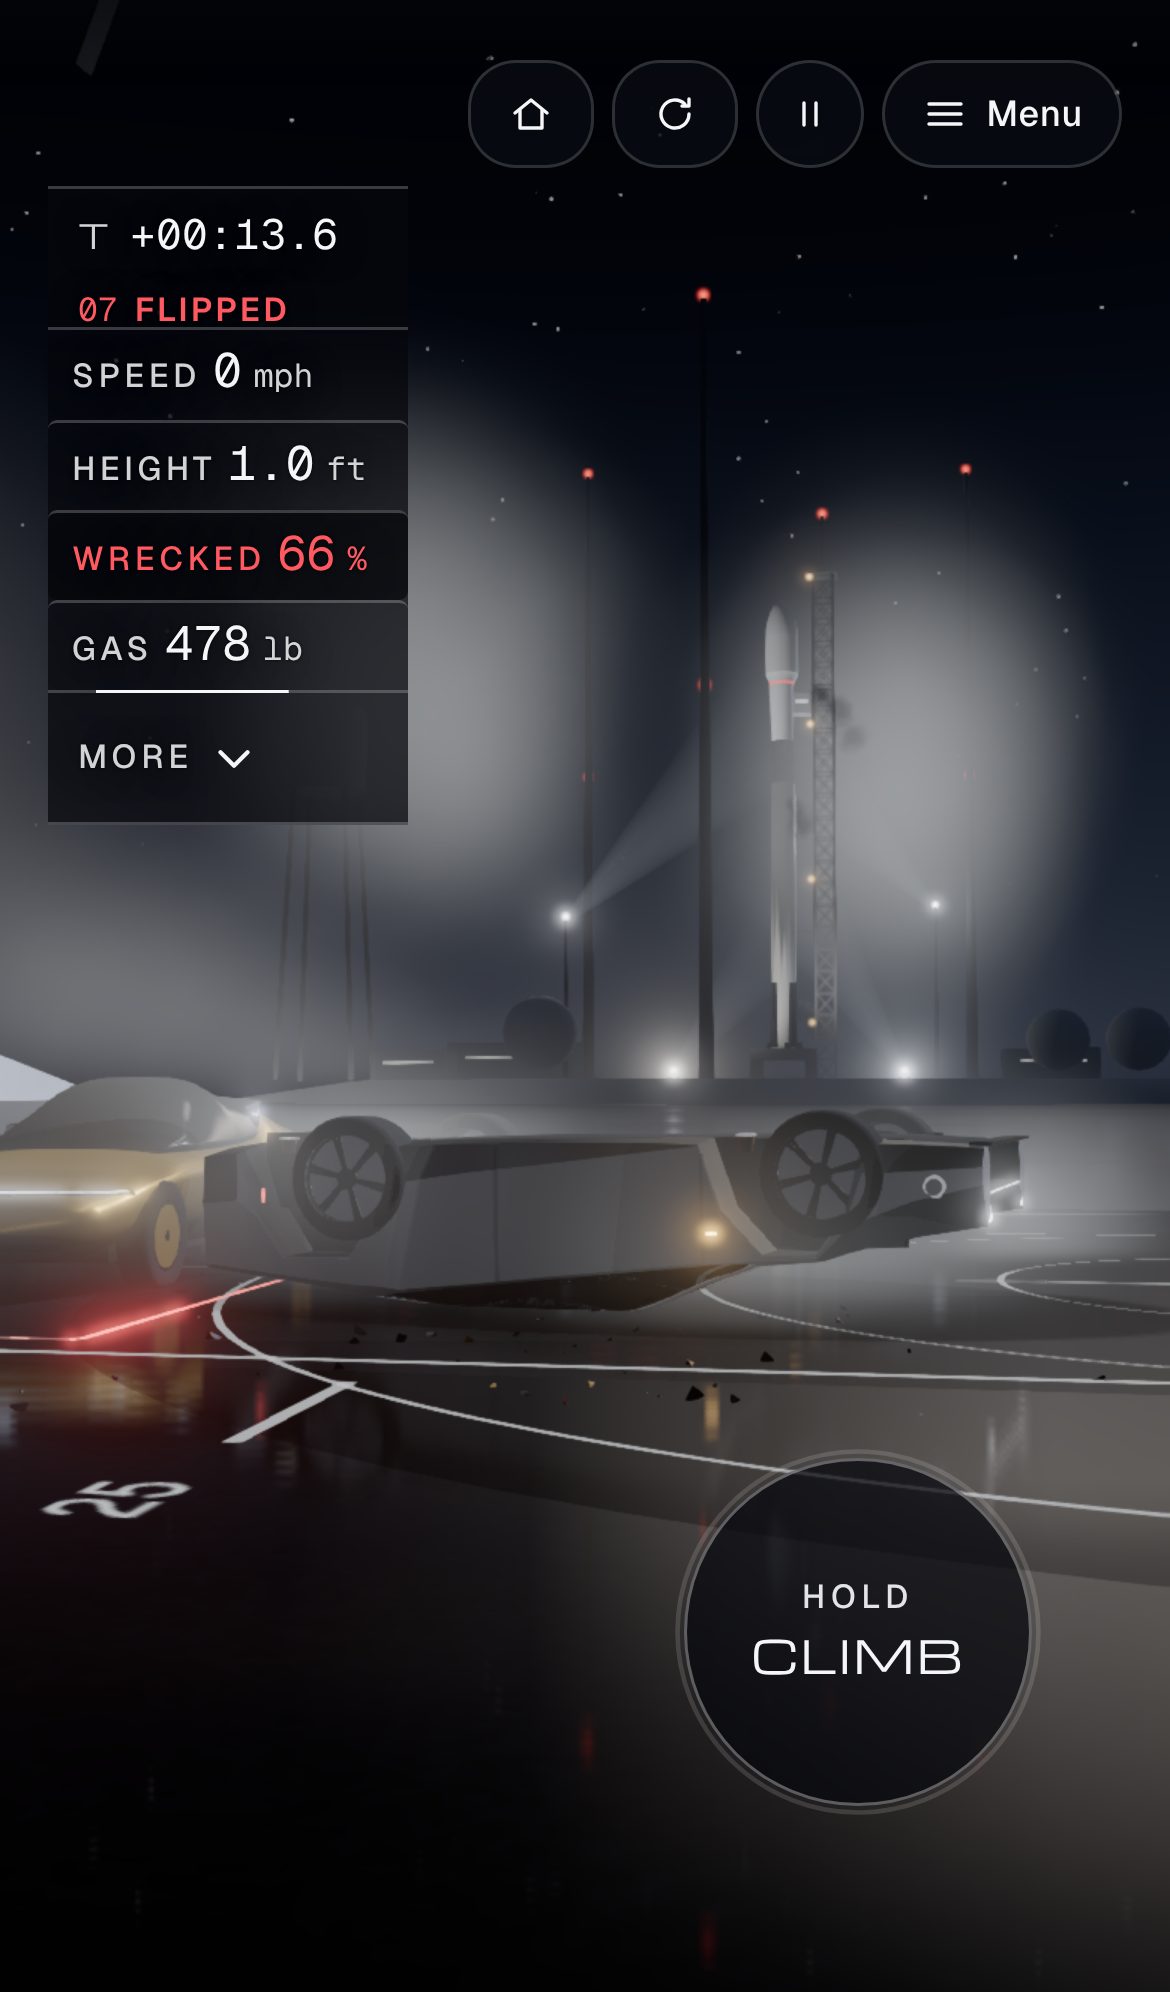 Menu
T +00:13.6
07 FLIPPED
SPEED 0 mph
HEIGHT 1.0 ft
WRECKED 66 %
GAS 478 lb
MORE
25
HOLD
CLIMB